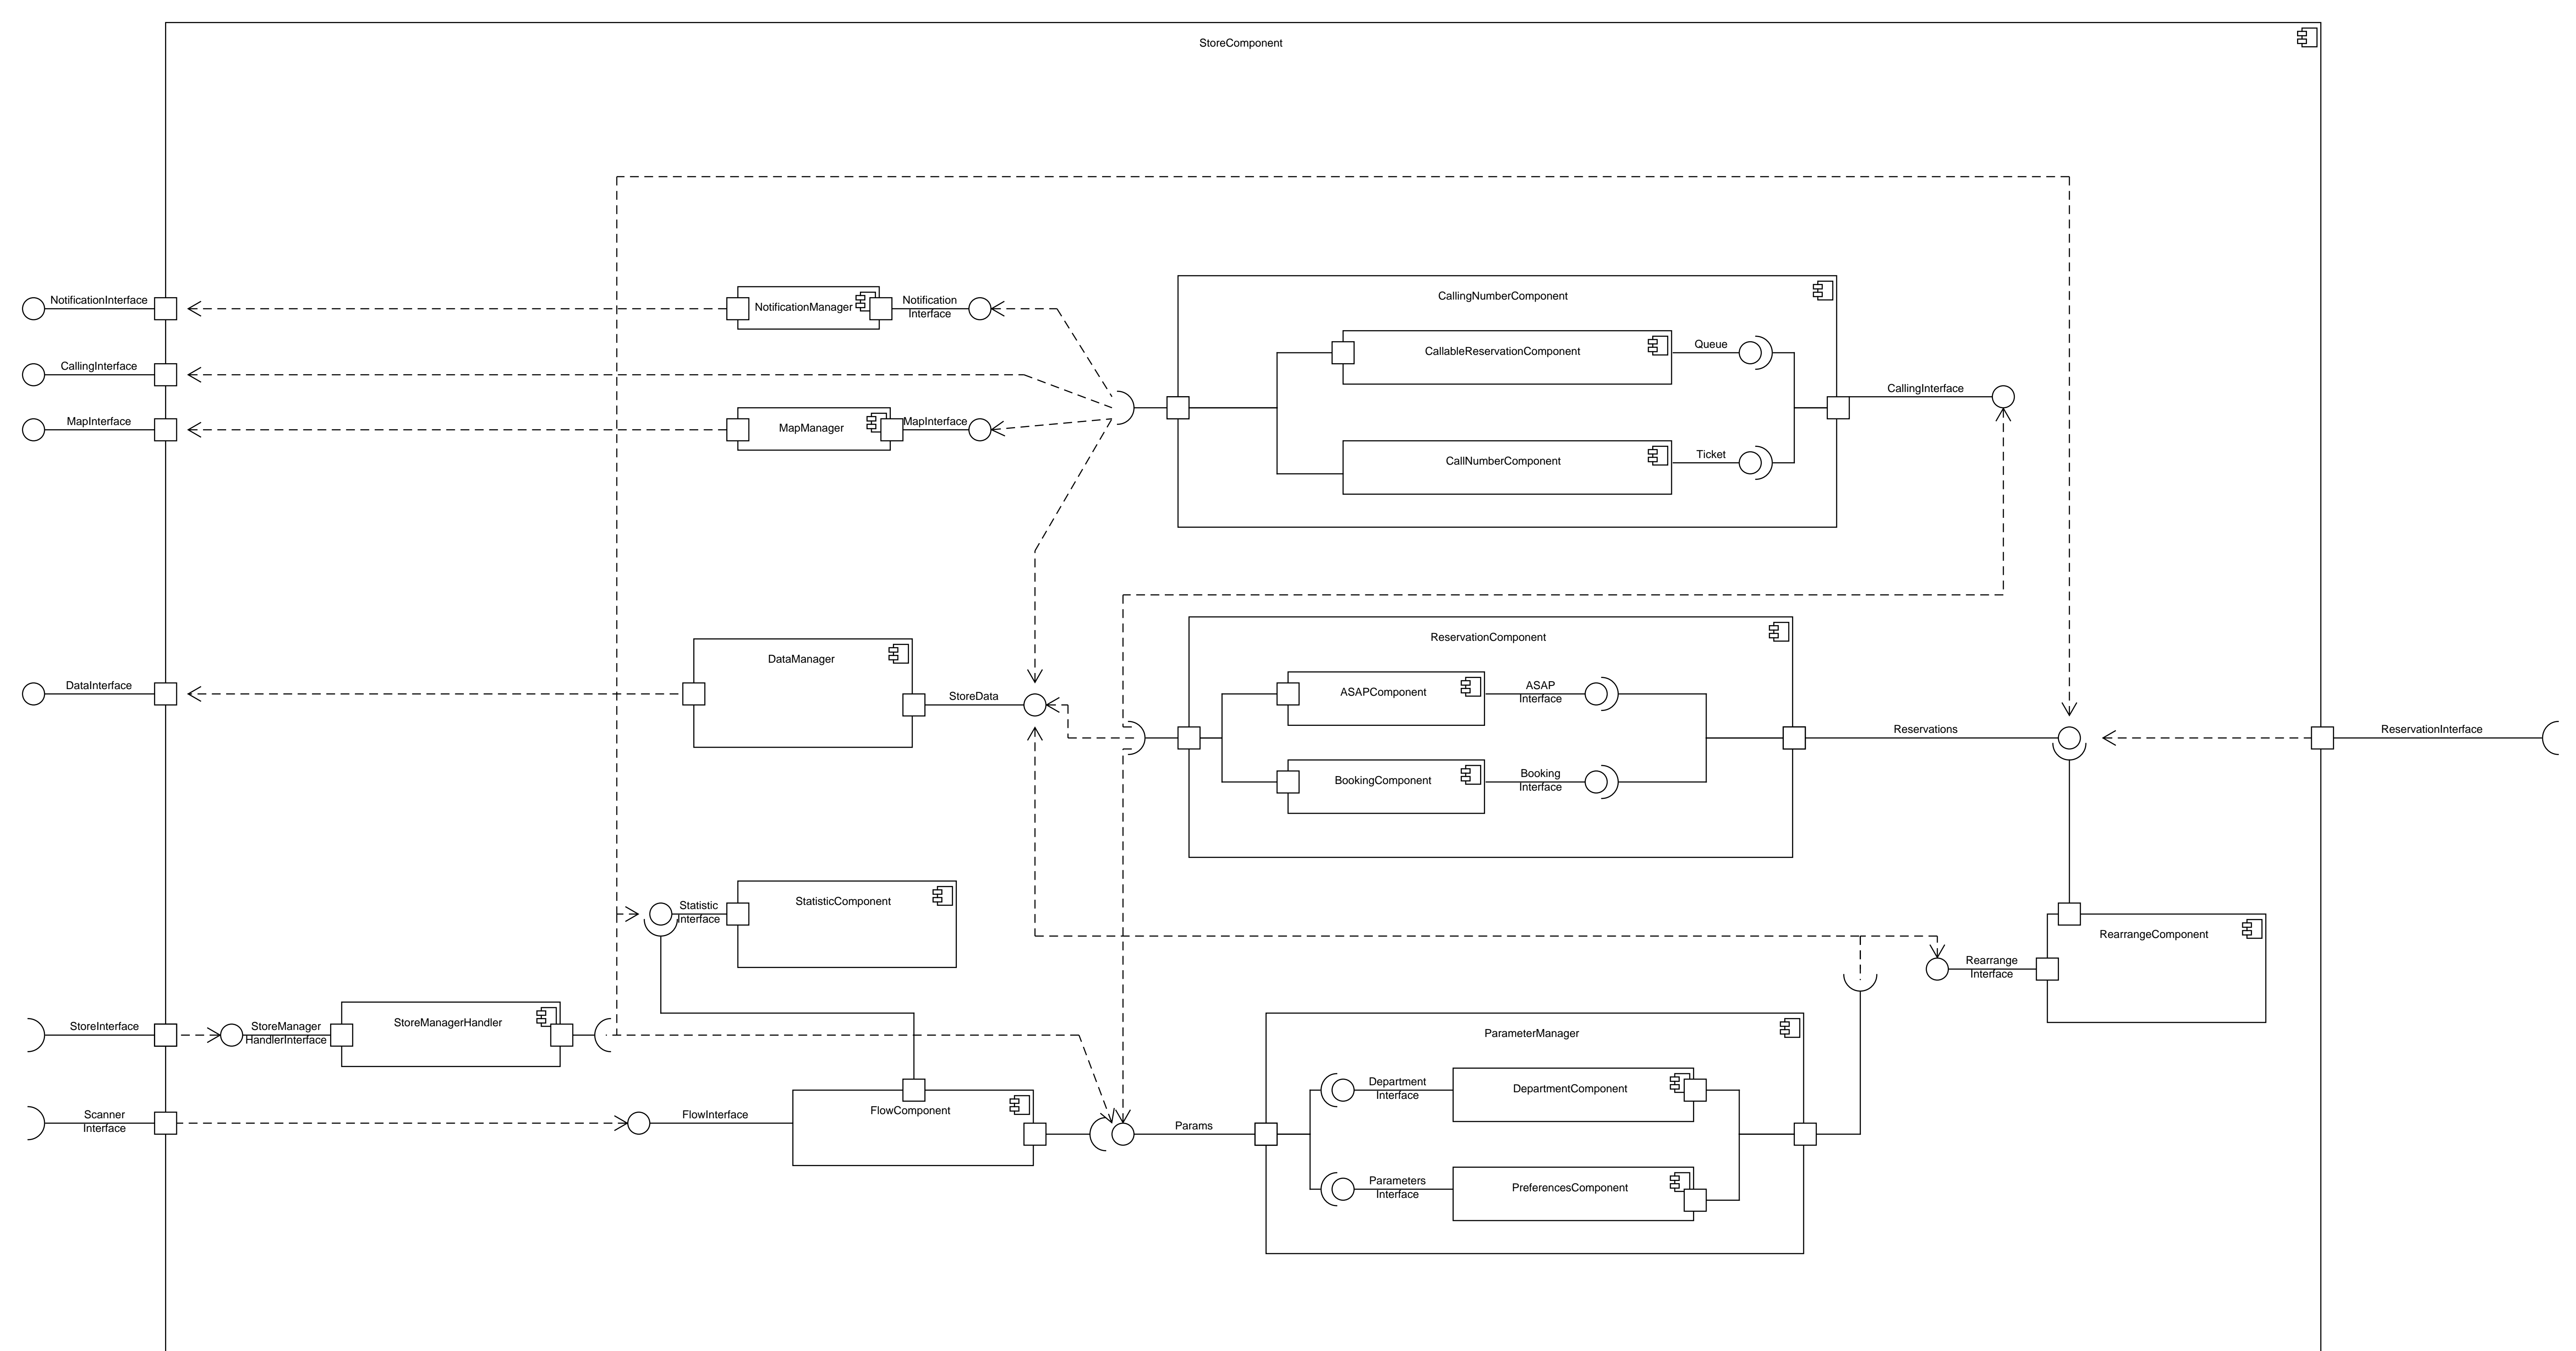 StoreComponent
NotificationInterface
NotificationManager
Notification
Interface
CallingNumberComponent
CallableReservationComponent
Queue
CallingInterface
CallingInterface
MapInterface
MapManager
MapInterface
CallNumberComponent
Ticket
ReservationComponent
DataManager
DataInterface
StoreData
ASAPComponent
ASAP
Interface
Reservations
ReservationInterface
BookingComponent
Booking
Interface
StatisticComponent
Statistic
Interface
RearrangeComponent
Rearrange
Interface
StoreInterface
StoreManager
HandlerInterface
StoreManagerHandler
ParameterManager
Department
Interface
DepartmentComponent
Scanner
Interface
FlowInterface
FlowComponent
Params
Parameters
Interface
PreferencesComponent